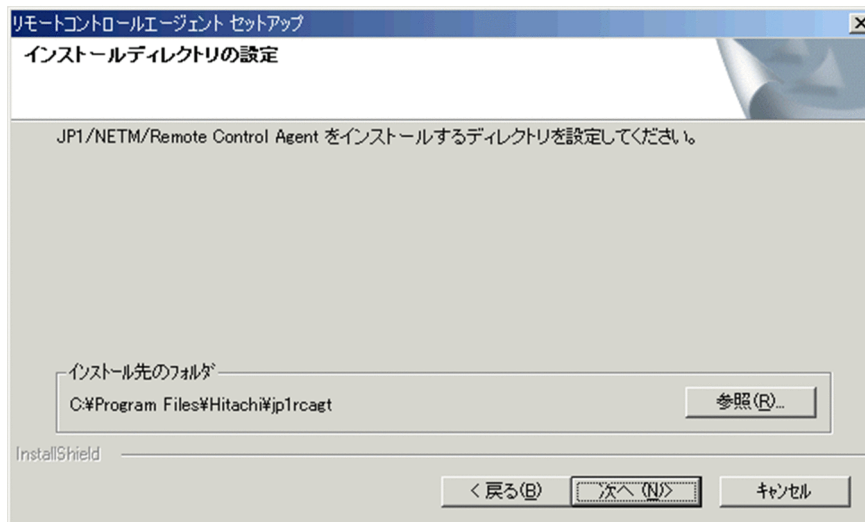 リモートコントロールエージェント セットアップ
インストールディレクトリの設定
JP1/NETM/Remote Control Agent をインストールするディレクトリを設定してください。
インストール先のフォルダ
C:¥Program Files¥Hitachi¥jp1rcagt
参照(R)...
InstallShield
< 戻る(B)
次へ (N)>
キャンセル